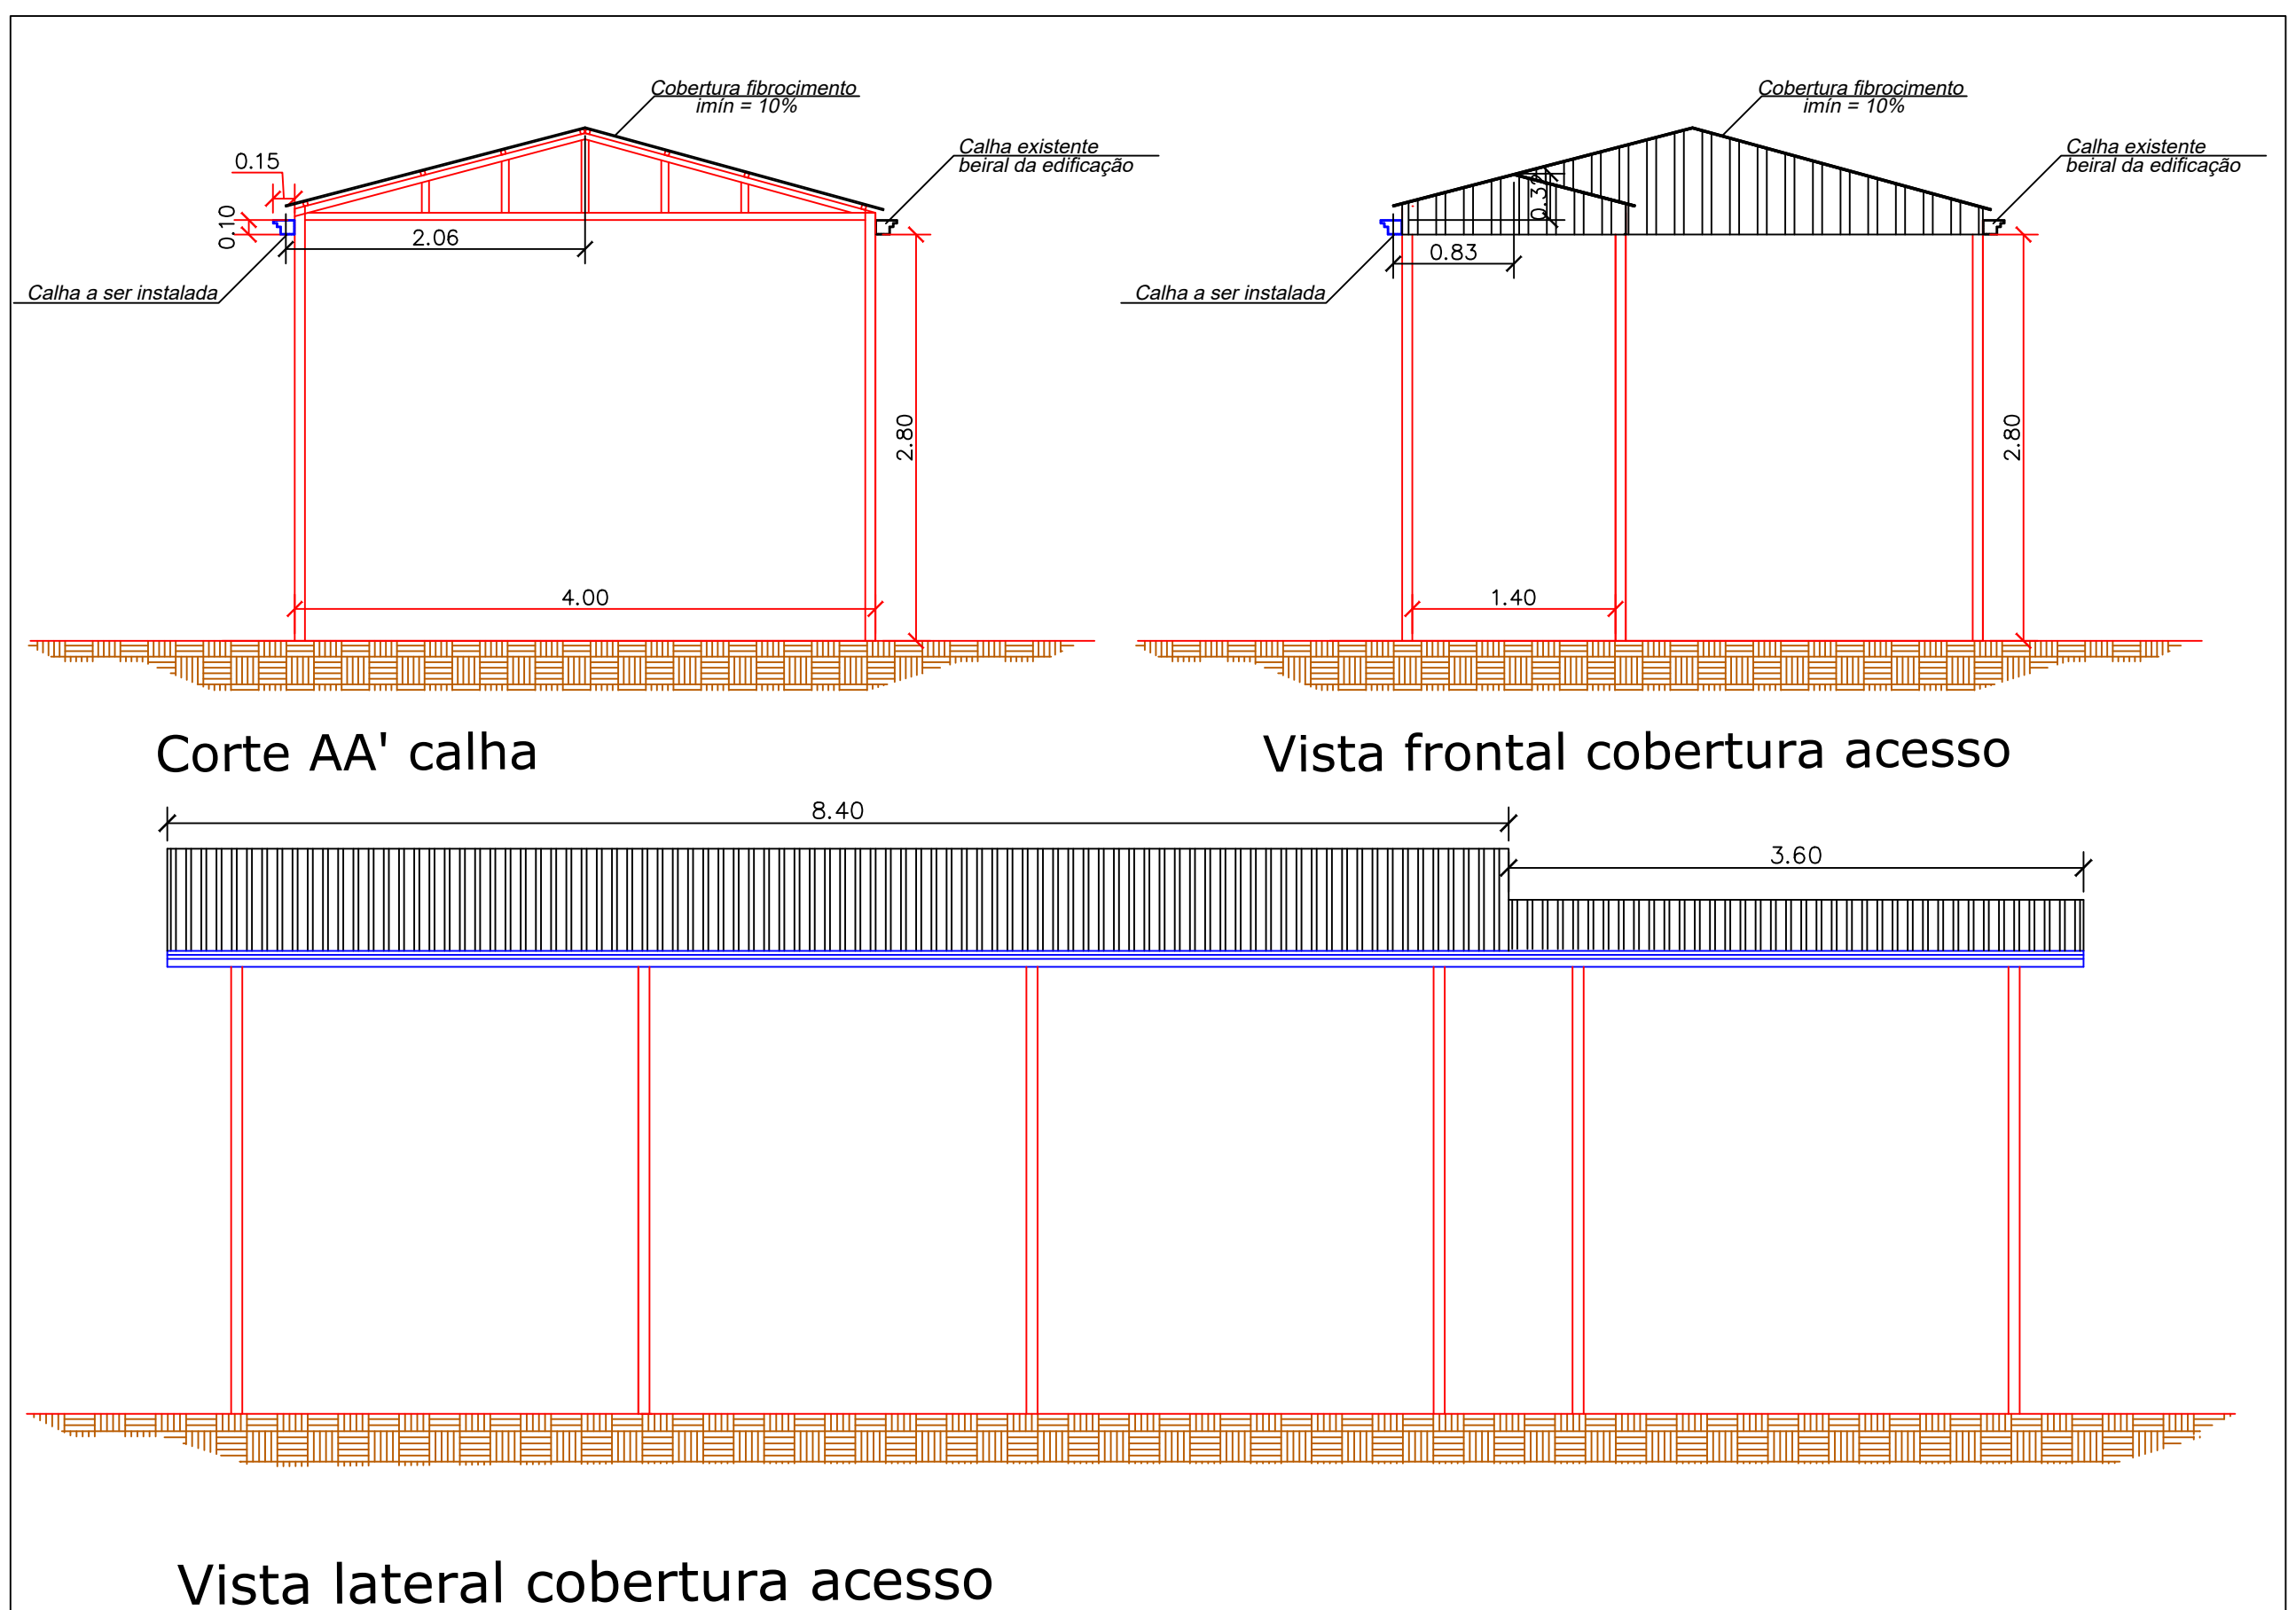 Cobertura fibrocimento
imín = 10%
Calha existente
beiral da edificação
0.15
0.10
2.06
Calha a ser instalada
2.80
4.00
Corte AA' calha
Cobertura fibrocimento
imín = 10%
Calha existente
beiral da edificação
0.83
Calha a ser instalada
2.80
1.40
Vista frontal cobertura acesso
8.40
3.60
Vista lateral cobertura acesso